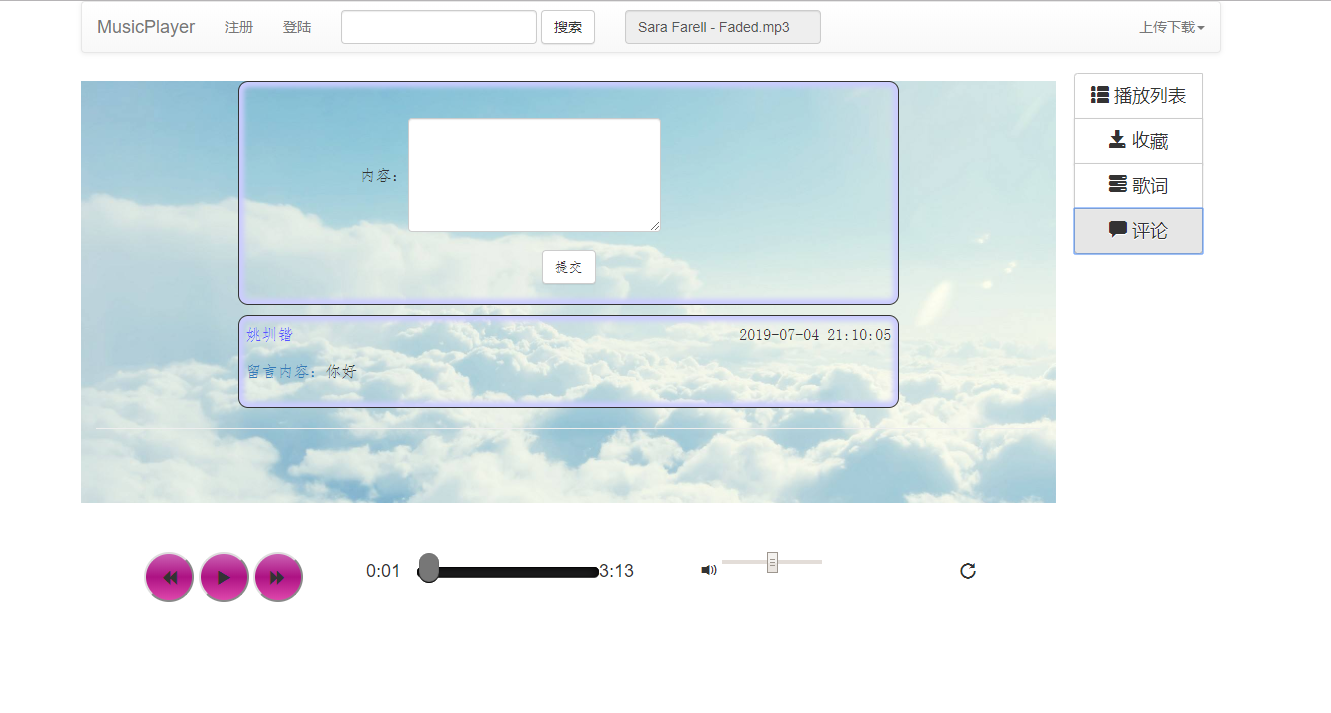 MusicPlayer 注册 登陆 搜索 Sara Farell - Faded.mp3 上传下载
播放列表
收藏
歌词
评论
内容：
提交
姚圳锴 2019-07-04 21:10:05
留言内容：你好
0:01 3:13